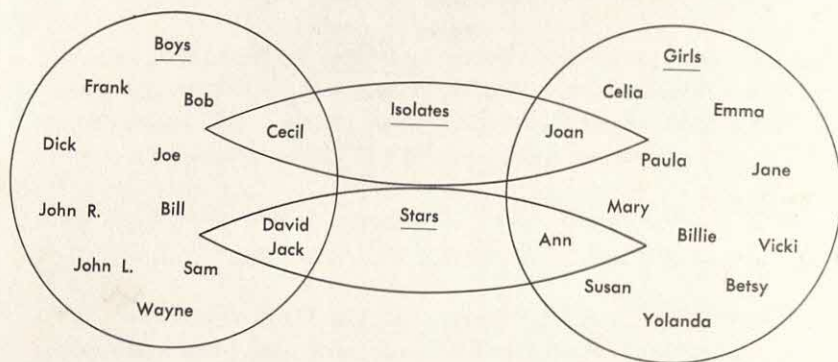 Boys
Frank
Bob
Cecil
Dick
Joe
John R.
Bill
David
Jack
John L.
Sam
Wayne
Isolates
Stars
Girls
Celia
Emma
Joan
Paula
Jane
Mary
Ann
Billie
Vicki
Susan
Betsy
Yolanda